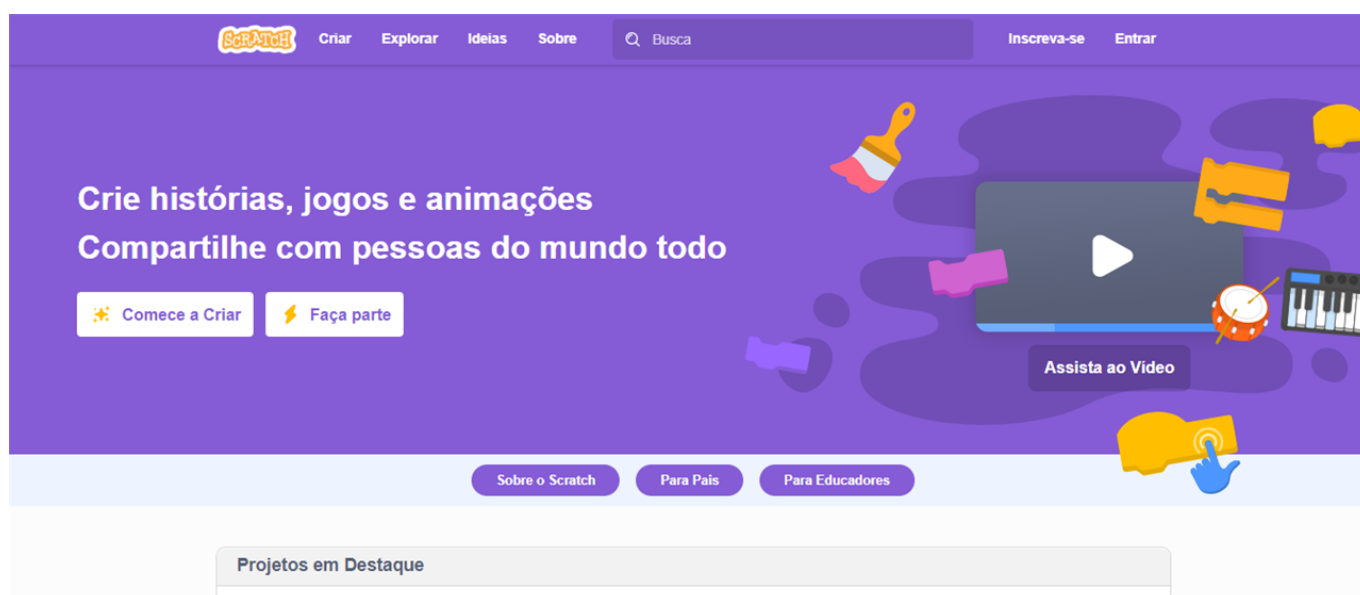 SCRATCH Criar Explorar Ideias Sobre Busca Inscreva-se Entrar
Crie histórias, jogos e animações
Compartilhe com pessoas do mundo todo
Comece a Criar Faça parte
Assista ao Video
Sobre o Scratch Para Pais Para Educadores
Projetos em Destaque